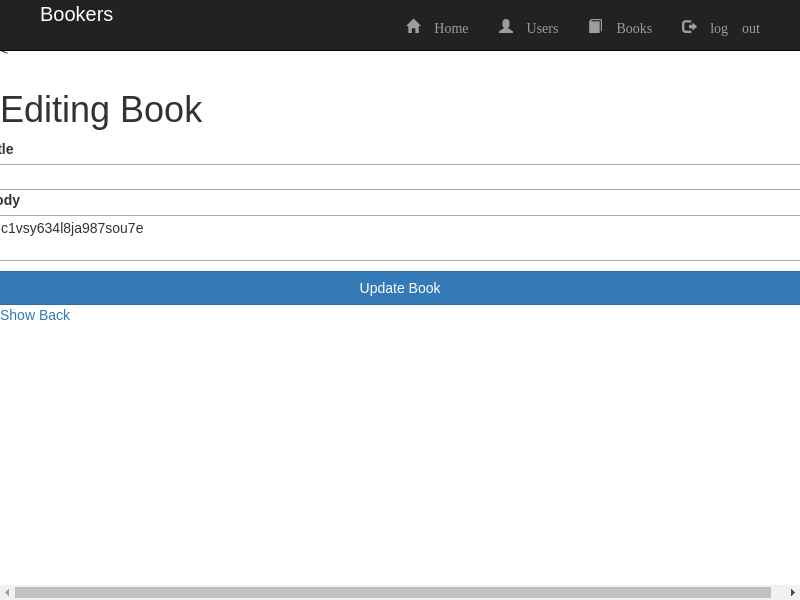 Bookers
Home Users Books log out
<
Editing Book
tle
ody
c1vsy634l8ja987sou7e
Update Book
Show Back